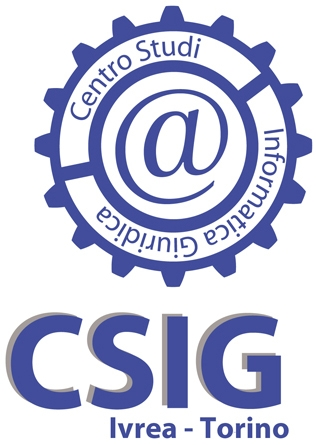 Centro Studi
Informatica Giuridica
@
CSIG
Ivrea - Torino